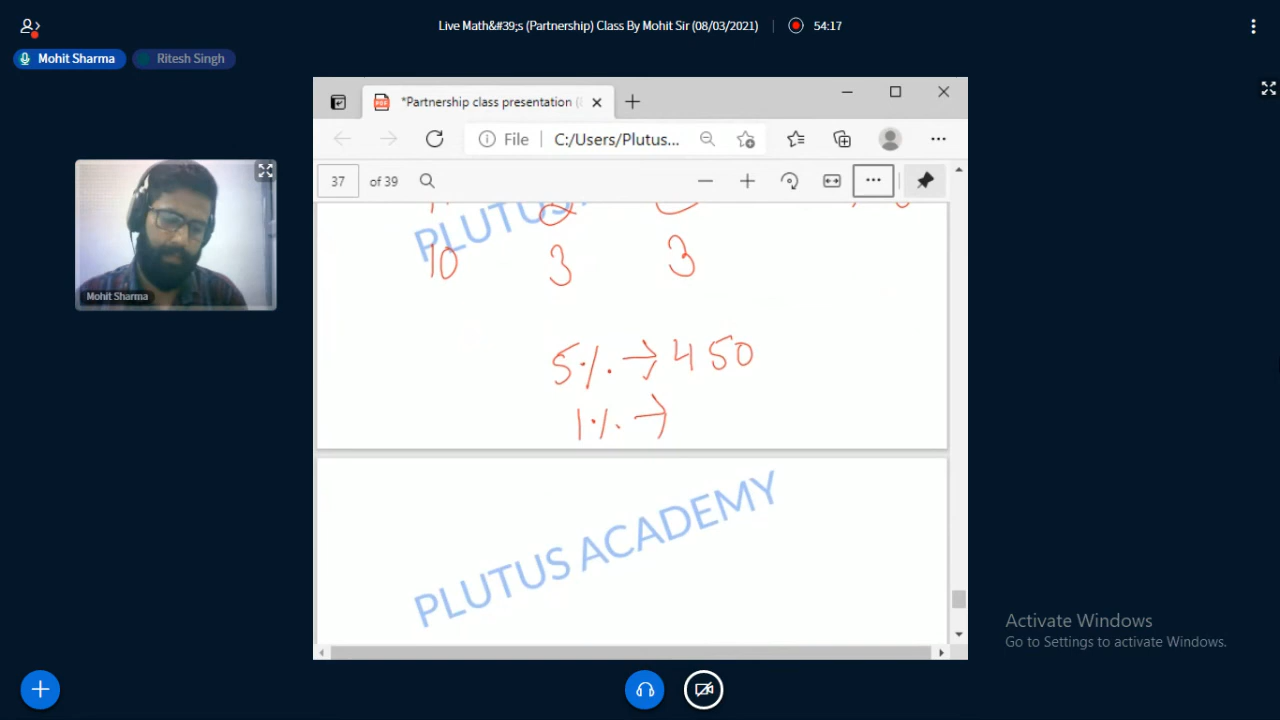 Live Math&#39;s (Partnership) Class By Mohit Sir (08/03/2021)
54:17
Mohit Sharma
Ritesh Singh
*Partnership class presentation (
File
C:/Users/Plutus...
37 of 39
PLUTUS
10 3 3
5% → 450
1% →
PLUTUS ACADEMY
Mohit Sharma
Activate Windows
Go to Settings to activate Windows.